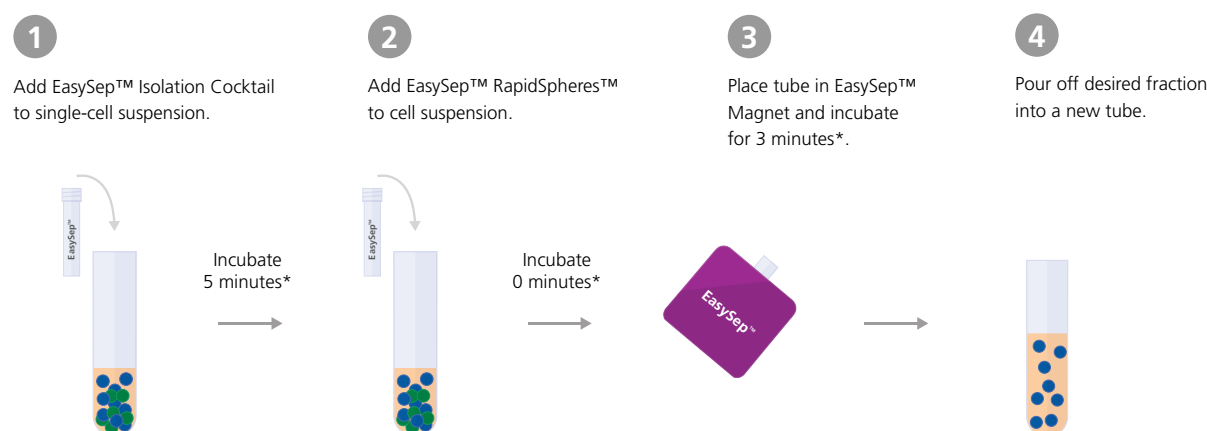 1
Add EasySep™ Isolation Cocktail
to single-cell suspension.
2
Add EasySep™ RapidSpheres™
to cell suspension.
3
Place tube in EasySep™
Magnet and incubate
for 3 minutes*.
4
Pour off desired fraction
into a new tube.
EasySep™
Incubate
5 minutes*
EasySep™
Incubate
0 minutes*
EasySep™